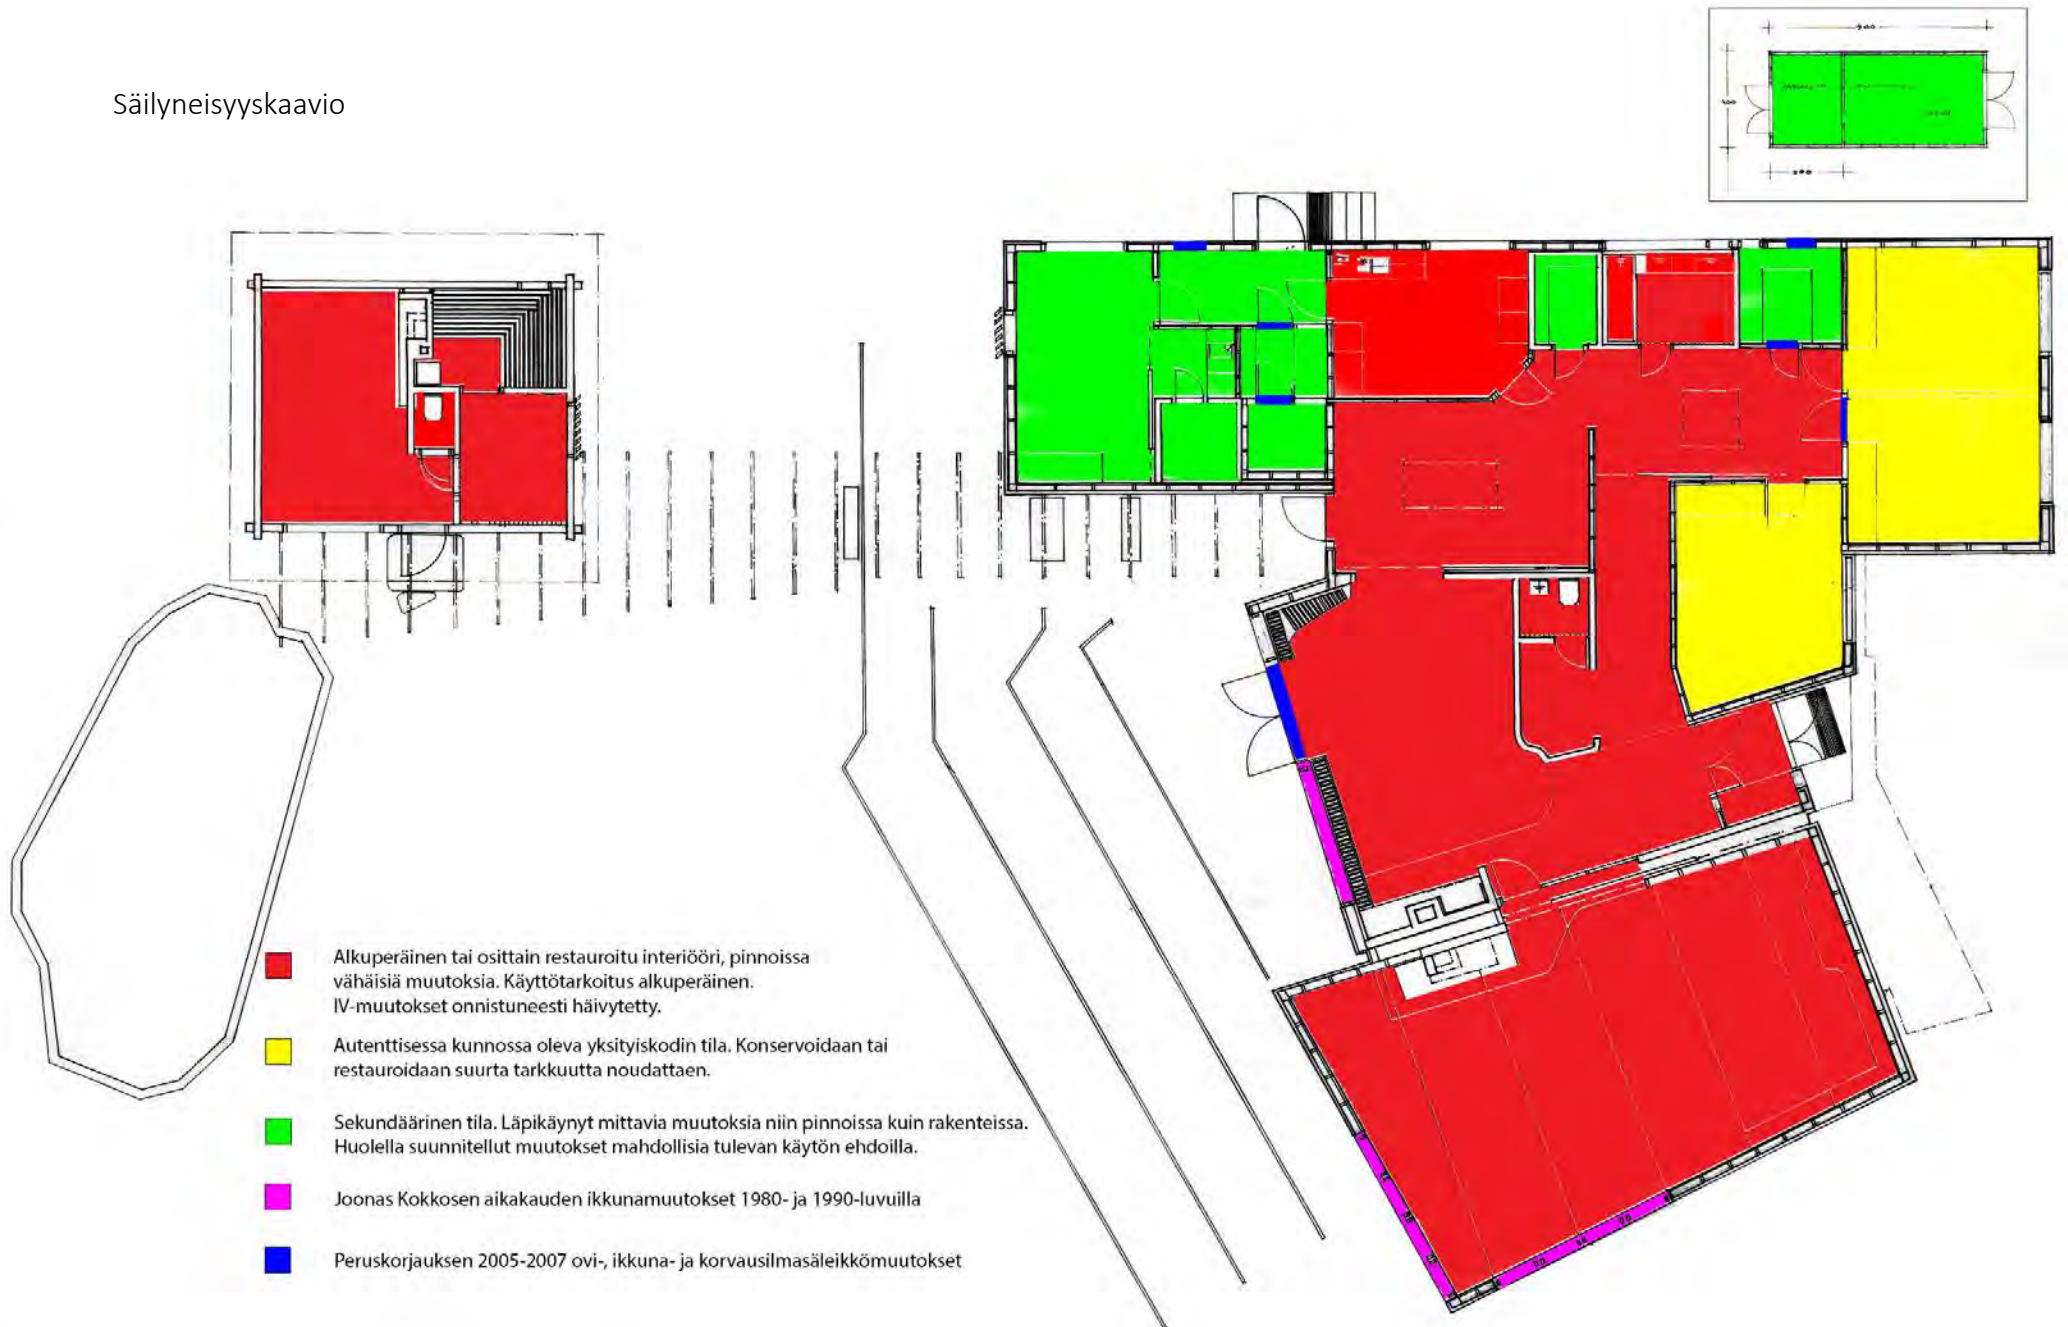 Säilyneisyyskaavio
Alkuperäinen tai osittain restauroitu interiööri, pinnoissa
vähäisiä muutoksia. Käyttötarkoitus alkuperäinen.
IV-muutokset onnistuneesti häivytetty.
Autenttisessa kunnossa oleva yksityiskodin tila. Konservoidaan tai
restauroidaan suurta tarkkuutta noudattaen.
Sekundäärinen tila. Läpikäynyt mittavia muutoksia niin pinnoissa kuin rakenteissa.
Huolella suunnitellut muutokset mahdollisia tulevan käytön ehdoilla.
Joonas Kokkosen aikakauden ikkunamuutokset 1980- ja 1990-luvuilla
Peruskorjauksen 2005-2007 ovi-, ikkuna- ja korvausilmasäleikkömuutokset